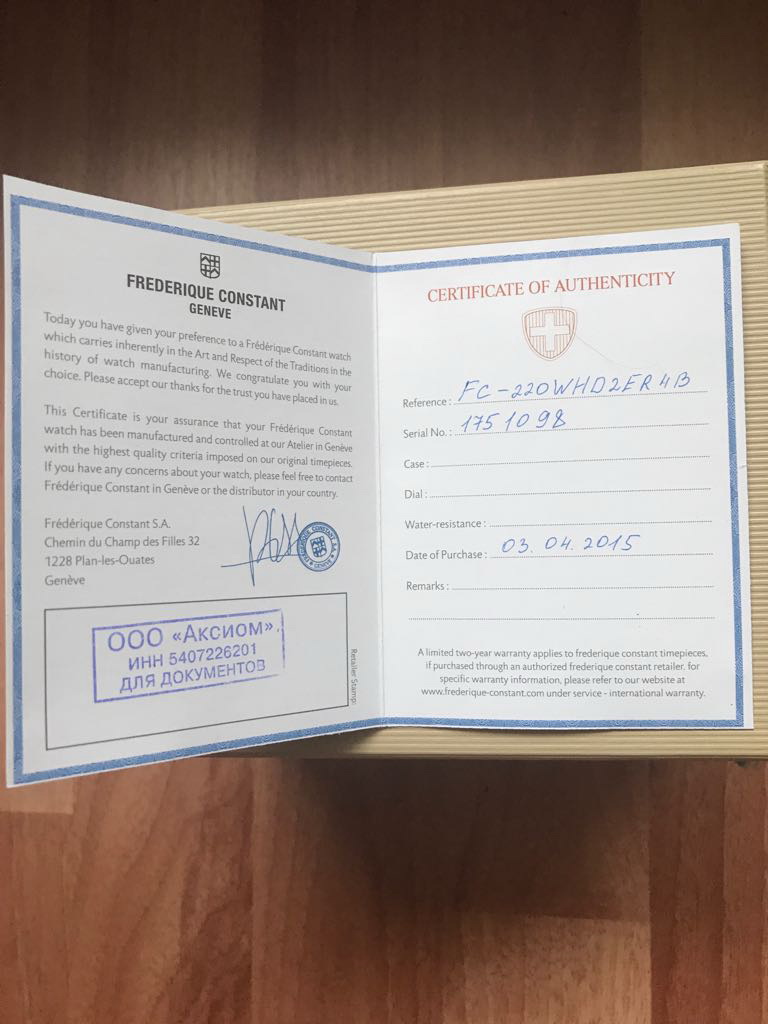 FREDERIQUE CONSTANT
GENEVE
Today you have given your preference to a Frédérique Constant watch
which carries inherently in the Art and Respect of the Traditions in the
history of watch manufacturing. We congratulate you with your
choice. Please accept our thanks for the trust you have placed in us.
This Certificate is your assurance that your Frédérique Constant
watch has been manufactured and controlled at our Atelier in Genève
with the highest quality criteria imposed on our original timepieces.
If you have any concerns about your watch, please feel free to contact
Frédérique Constant in Genève or the distributor in your country.
Frédérique Constant S.A.
Chemin du Champ des Filles 32
1228 Plan-les-Ouates
Genève
FREDERIQUE CONSTANT S.A.
GENEVE
ООО «Аксиом»
ИНН 5407226201
ДЛЯ ДОКУМЕНТОВ
Retailer Stamp:
CERTIFICATE OF AUTHENTICITY
Reference: FC-220WHD2ER4B
Serial No.: 1751098
Case:
Dial:
Water-resistance:
Date of Purchase: 03.04.2015
Remarks:
A limited two-year warranty applies to frederique constant timepieces,
if purchased through an authorized frederique constant retailer. for
specific warranty information, please refer to our website at
www.frederique-constant.com under service - international warranty.